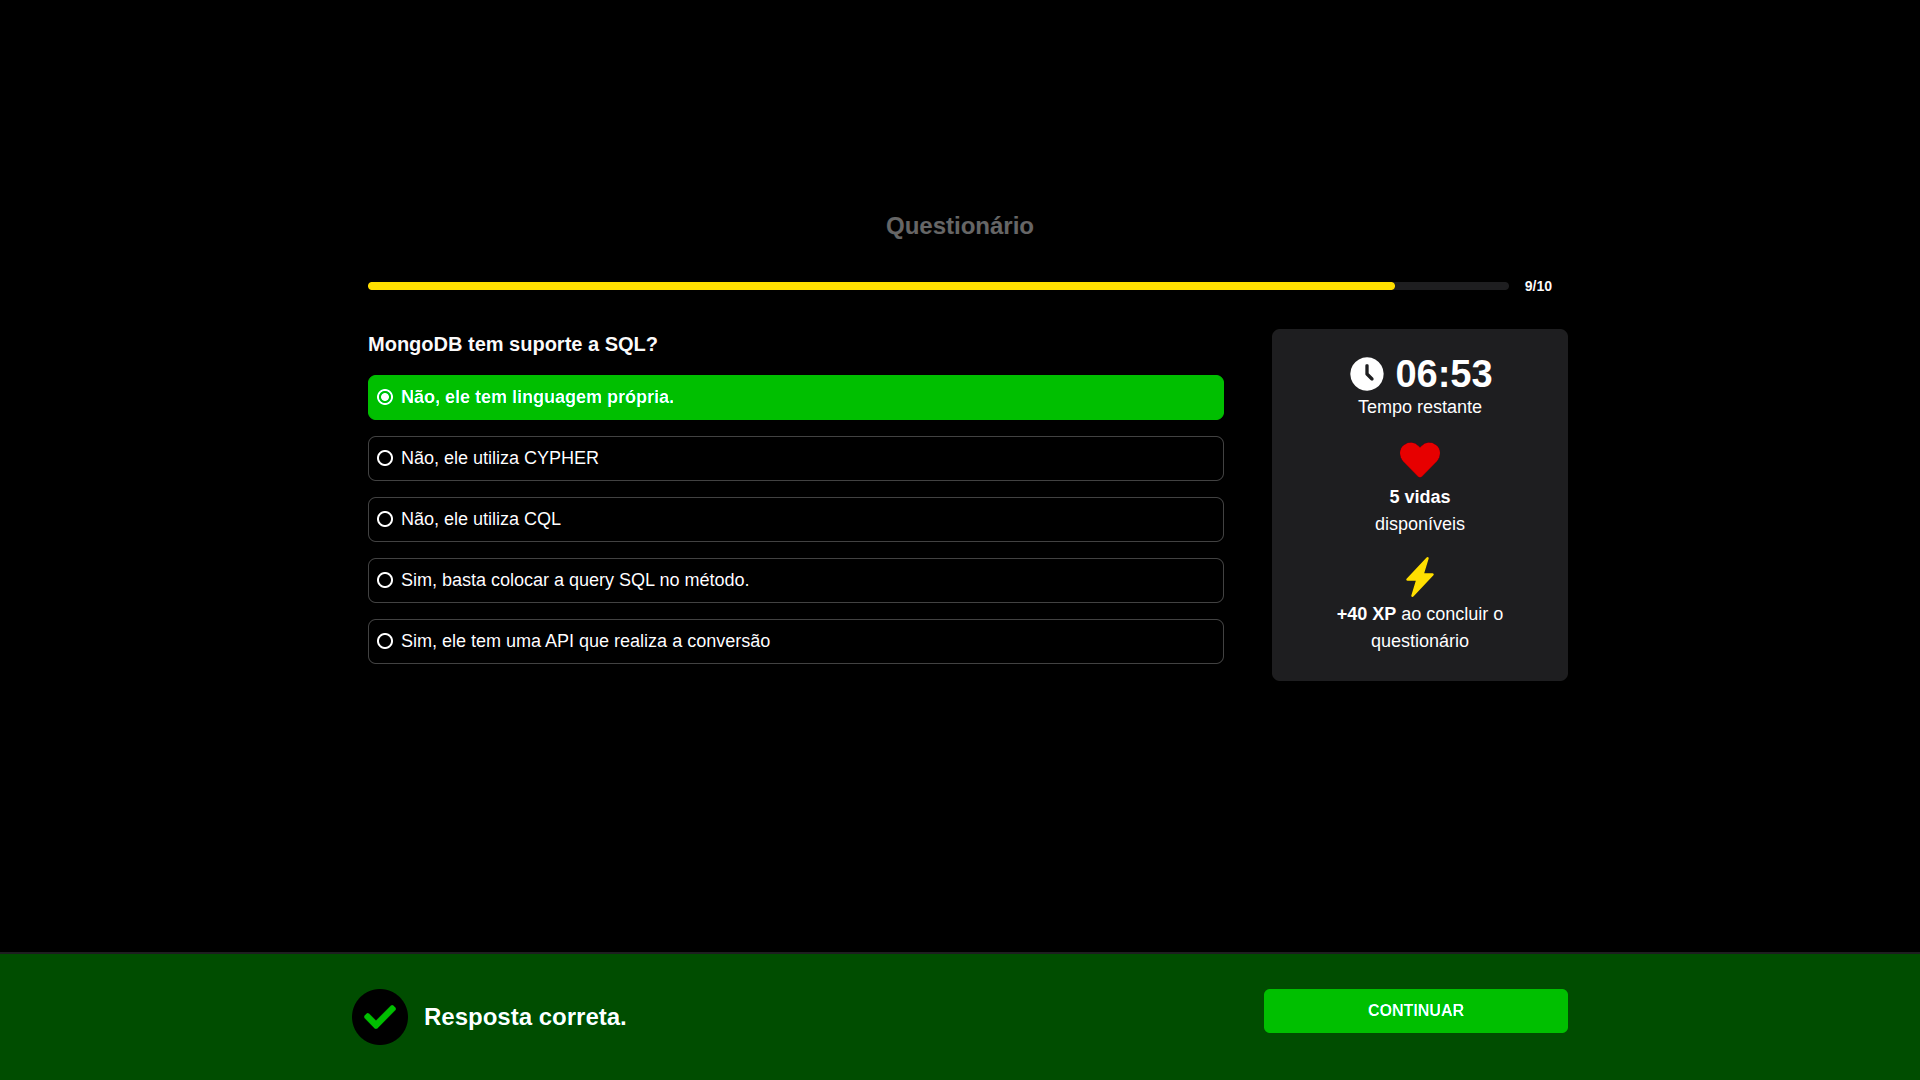 Questionário
9/10
MongoDB tem suporte a SQL?
Não, ele tem linguagem própria.
Não, ele utiliza CYPHER
Não, ele utiliza CQL
Sim, basta colocar a query SQL no método.
Sim, ele tem uma API que realiza a conversão
06:53
Tempo restante
5 vidas
disponíveis
+40 XP ao concluir o
questionário
Resposta correta.
CONTINUAR